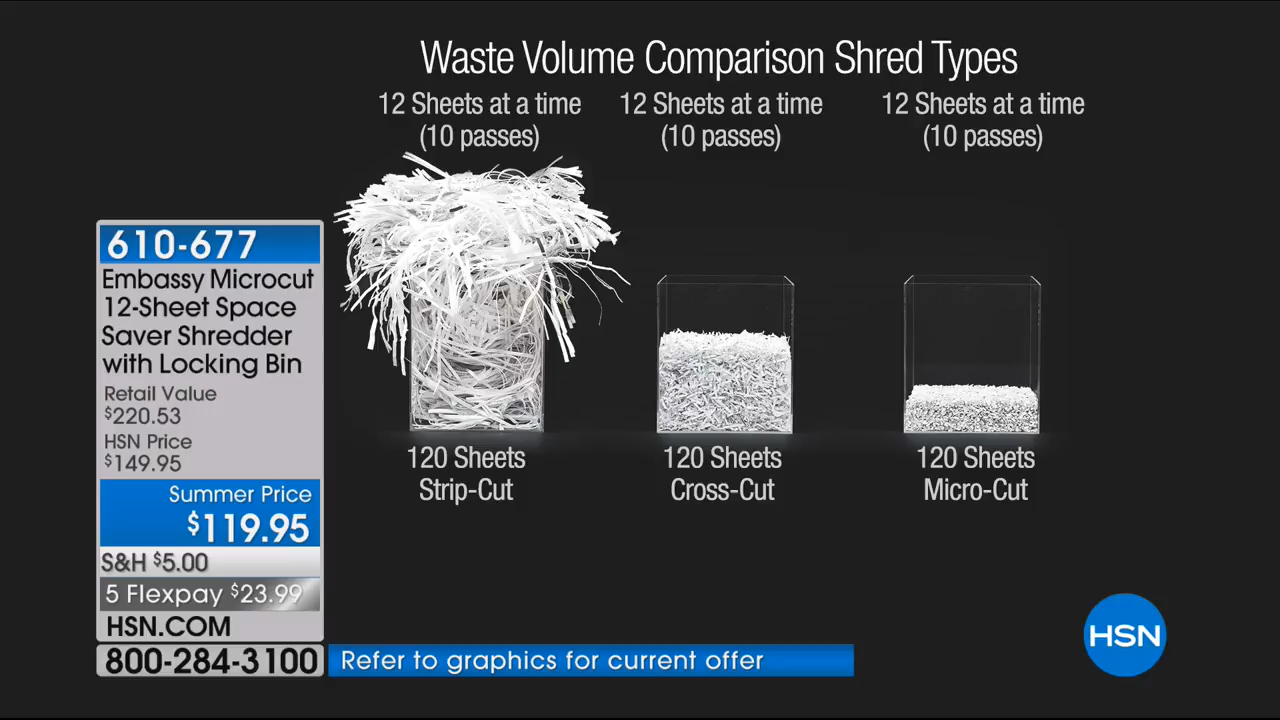 Waste Volume Comparison Shred Types
12 Sheets at a time
(10 passes)
12 Sheets at a time
(10 passes)
12 Sheets at a time
(10 passes)
120 Sheets
Strip-Cut
120 Sheets
Cross-Cut
120 Sheets
Micro-Cut
610-677
Embassy Microcut
12-Sheet Space
Saver Shredder
with Locking Bin
Retail Value
$220.53
HSN Price
$149.95
Summer Price
$119.95
S&H $5.00
5 Flexpay $23.99
HSN.COM
800-284-3100
Refer to graphics for current offer
HSN